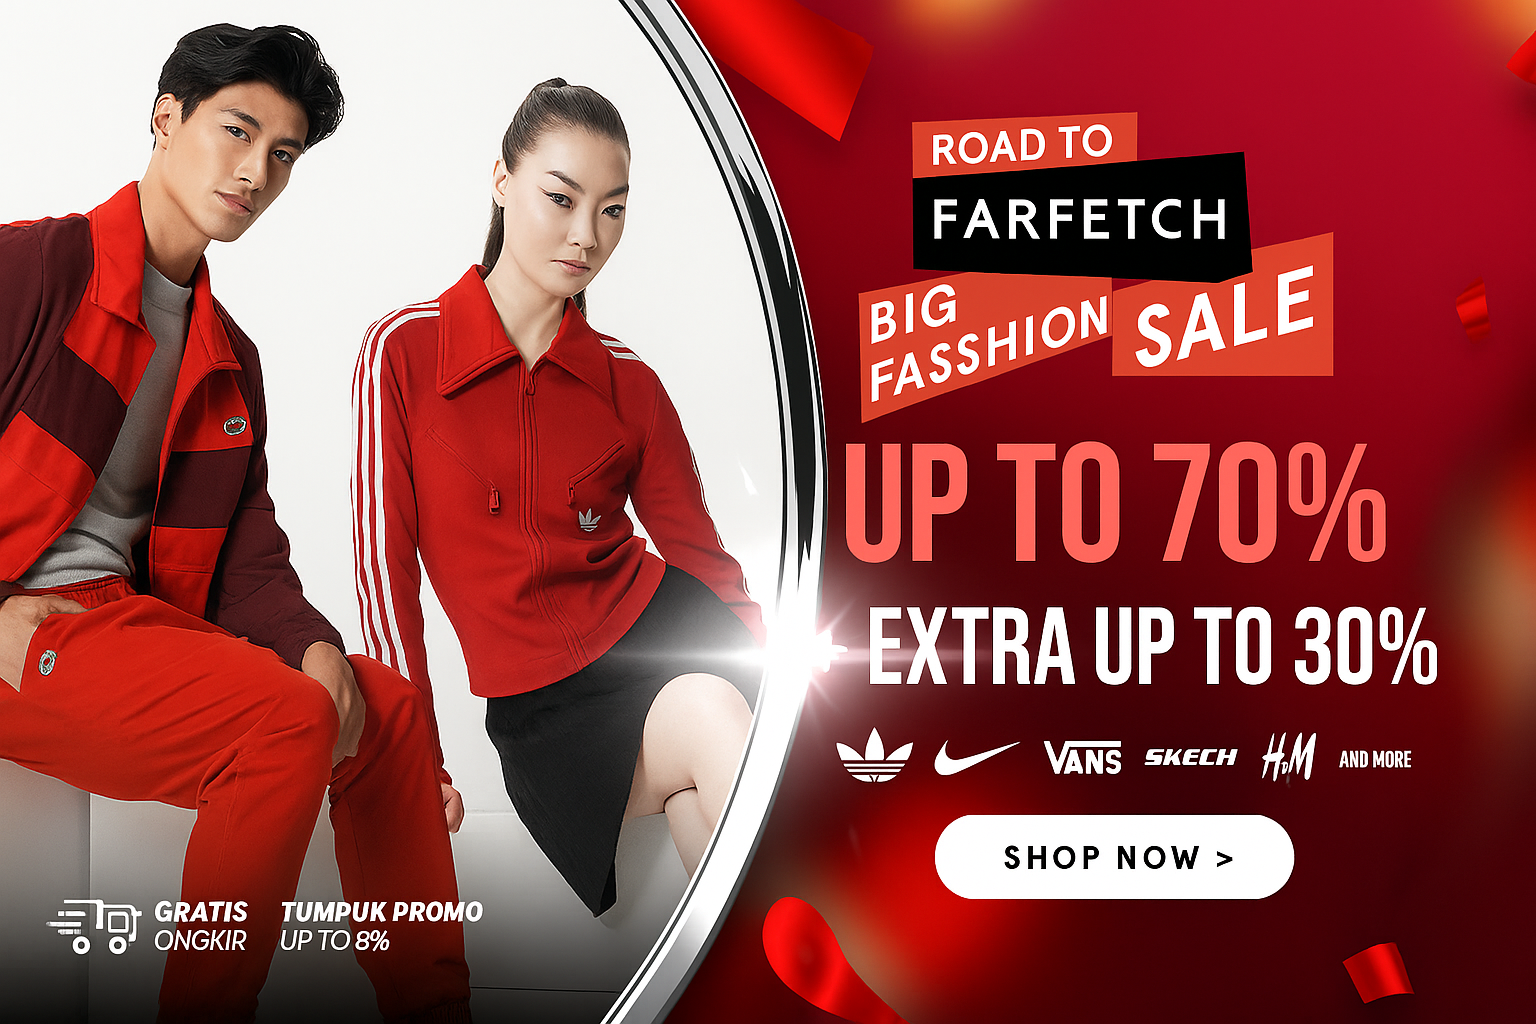 ROAD TO
FARFETCH
BIG
FASSHION
SALE
UP TO 70%
EXTRA UP TO 30%
VANS SKECH H&M AND MORE
SHOP NOW >
GRATIS
ONGKIR
TUMPUK PROMO
UP TO 8%